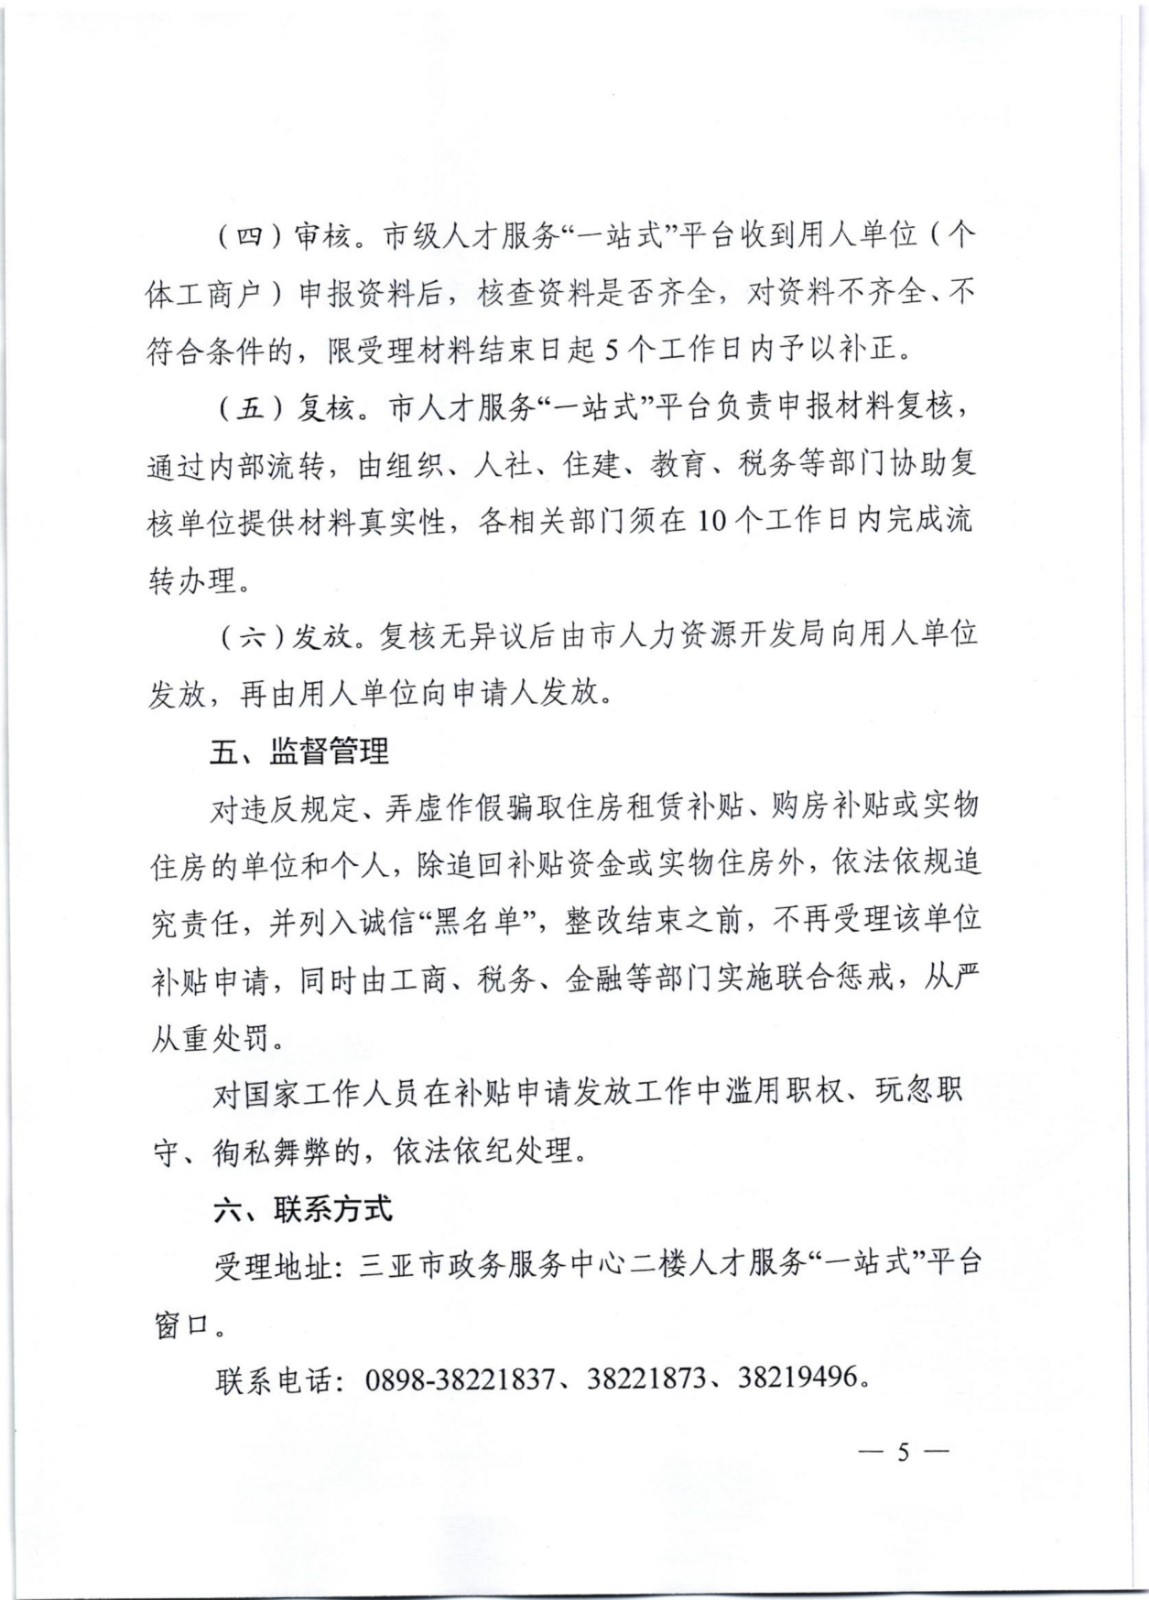 （四）审核。市级人才服务“一站式”平台收到用人单位（个
体工商户）申报资料后，核查资料是否齐全，对资料不齐全、不
符合条件的，限受理材料结束日起 5 个工作日内予以补正。
（五）复核。市人才服务“一站式”平台负责申报材料复核，
通过内部流转，由组织、人社、住建、教育、税务等部门协助复
核单位提供材料真实性，各相关部门须在 10 个工作日内完成流
转办理。
（六）发放。复核无异议后由市人力资源开发局向用人单位
发放，再由用人单位向申请人发放。
五、监督管理
对违反规定、弄虚作假骗取住房租赁补贴、购房补贴或实物
住房的单位和个人，除追回补贴资金或实物住房外，依法依规追
究责任，并列入诚信“黑名单”，整改结束之前，不再受理该单位
补贴申请，同时由工商、税务、金融等部门实施联合惩戒，从严
从重处罚。
对国家工作人员在补贴申请发放工作中滥用职权、玩忽职
守、徇私舞弊的，依法依纪处理。
六、联系方式
受理地址：三亚市政务服务中心二楼人才服务“一站式”平台
窗口。
联系电话：0898-38221837、38221873、38219496。
— 5 —